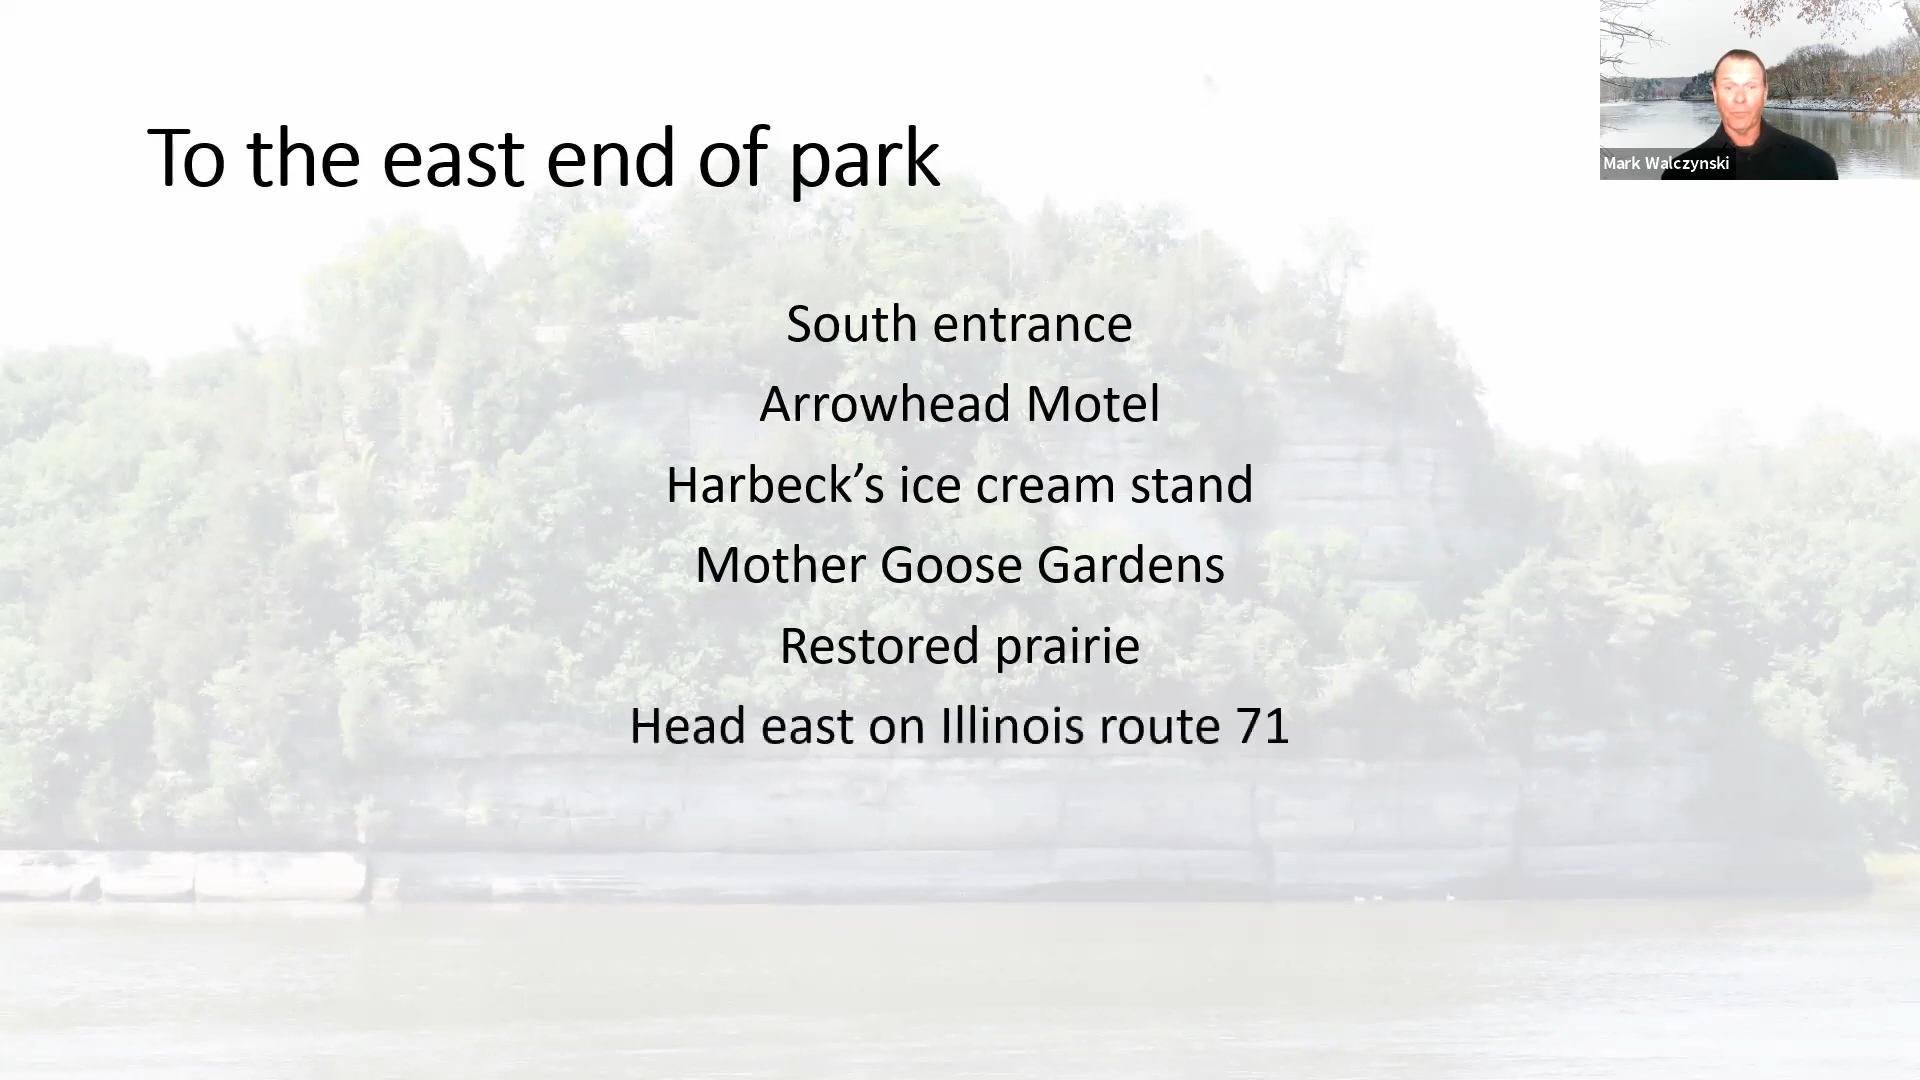 To the east end of park
Mark Walczynski
South entrance
Arrowhead Motel
Harbeck’s ice cream stand
Mother Goose Gardens
Restored prairie
Head east on Illinois route 71